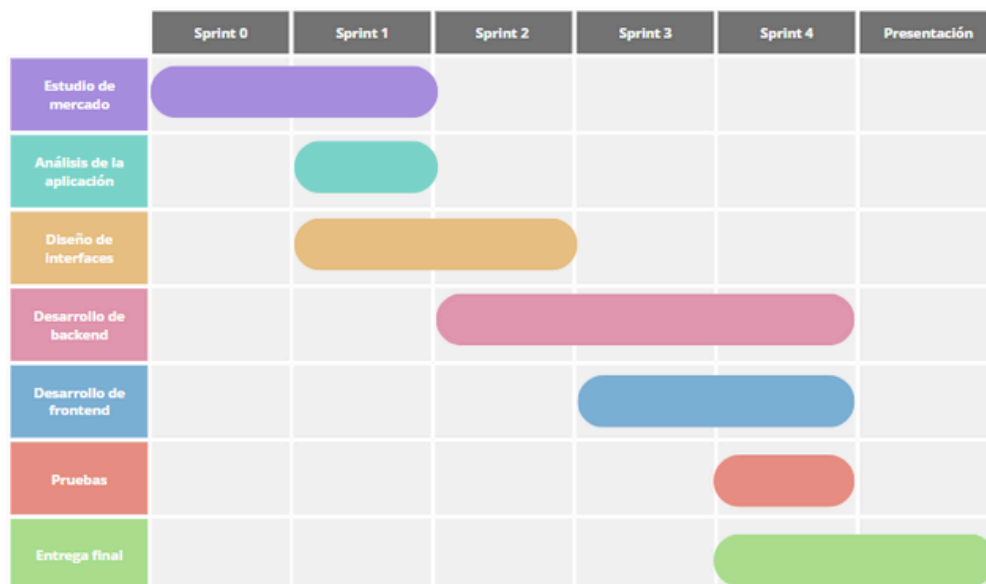 Sprint 0
Sprint 1
Sprint 2
Sprint 3
Sprint 4
Presentación
Estudio de
mercado
Análisis de la
aplicación
Diseño de
interfaces
Desarrollo de
backend
Desarrollo de
frontend
Pruebas
Entrega final